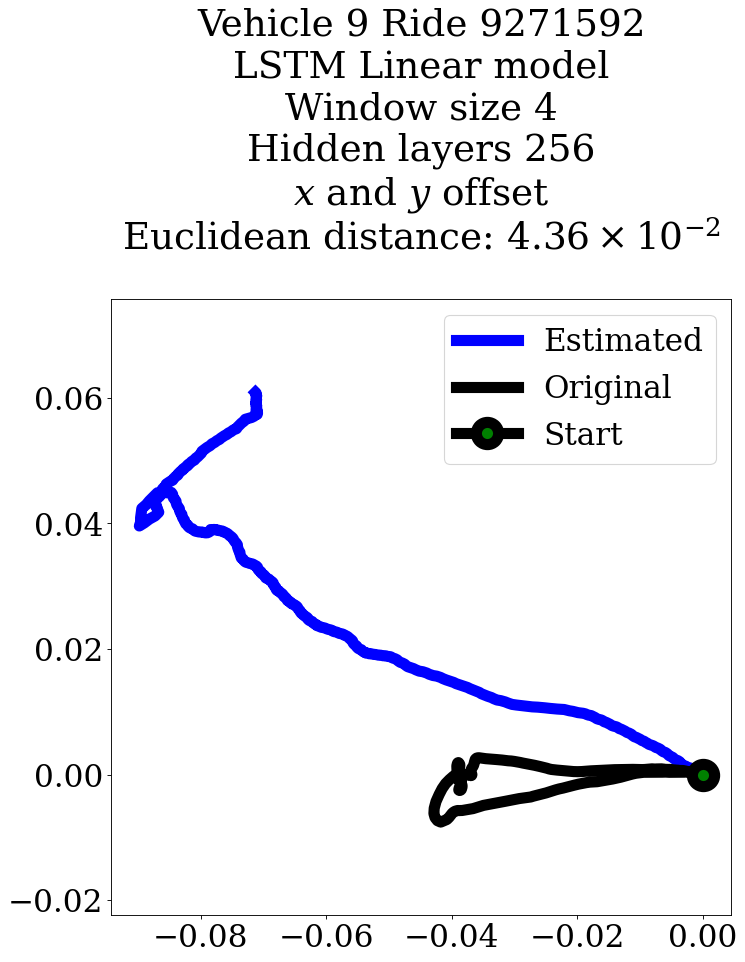 Vehicle 9 Ride 9271592
LSTM Linear model
Window size 4
Hidden layers 256
x and y offset
Euclidean distance: 4.36 × 10⁻²
Estimated
Original
Start
0.06
0.04
0.02
0.00
−0.02
−0.08 −0.06 −0.04 −0.02 0.00